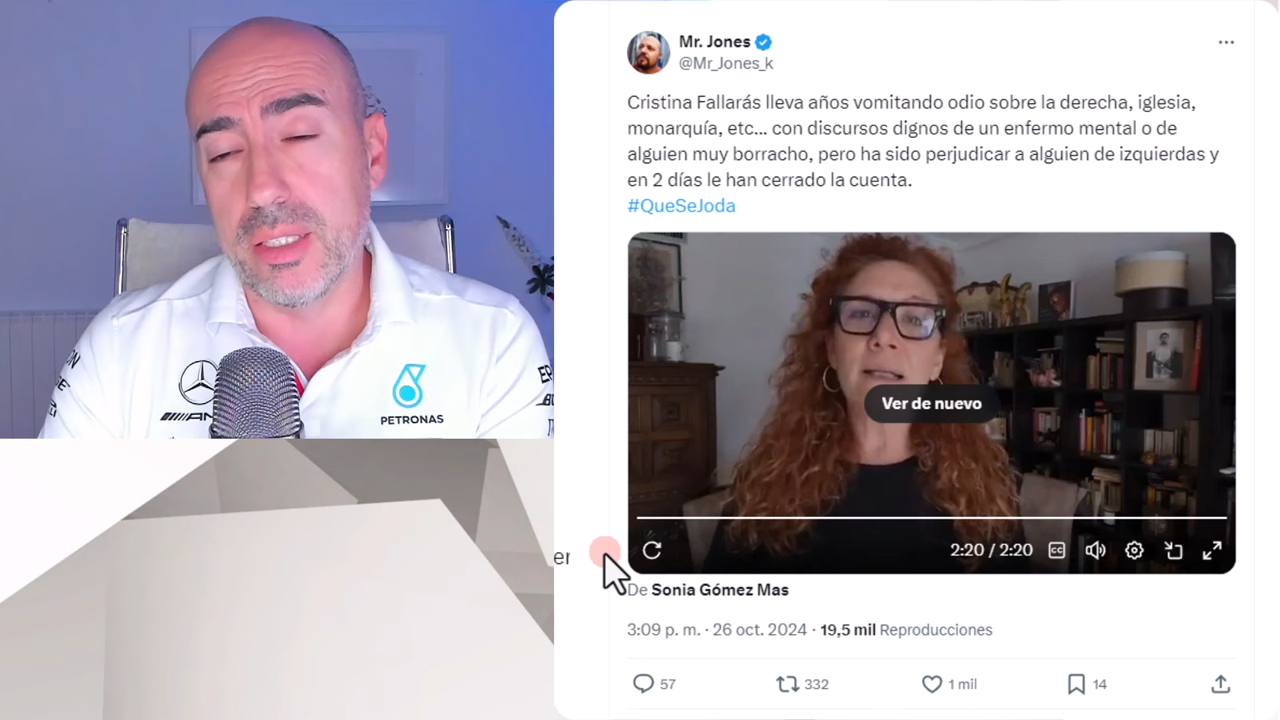 Mr. Jones
@Mr_Jones_k
Cristina Fallarás lleva años vomitando odio sobre la derecha, iglesia,
monarquía, etc... con discursos dignos de un enfermo mental o de
alguien muy borracho, pero ha sido perjudicar a alguien de izquierdas y
en 2 días le han cerrado la cuenta.
#QueSeJoda
Ver de nuevo
2:20 / 2:20
CC
er
De Sonia Gómez Mas
3:09 p. m. · 26 oct. 2024 · 19,5 mil Reproducciones
57 332 1 mil 14
PETRONAS